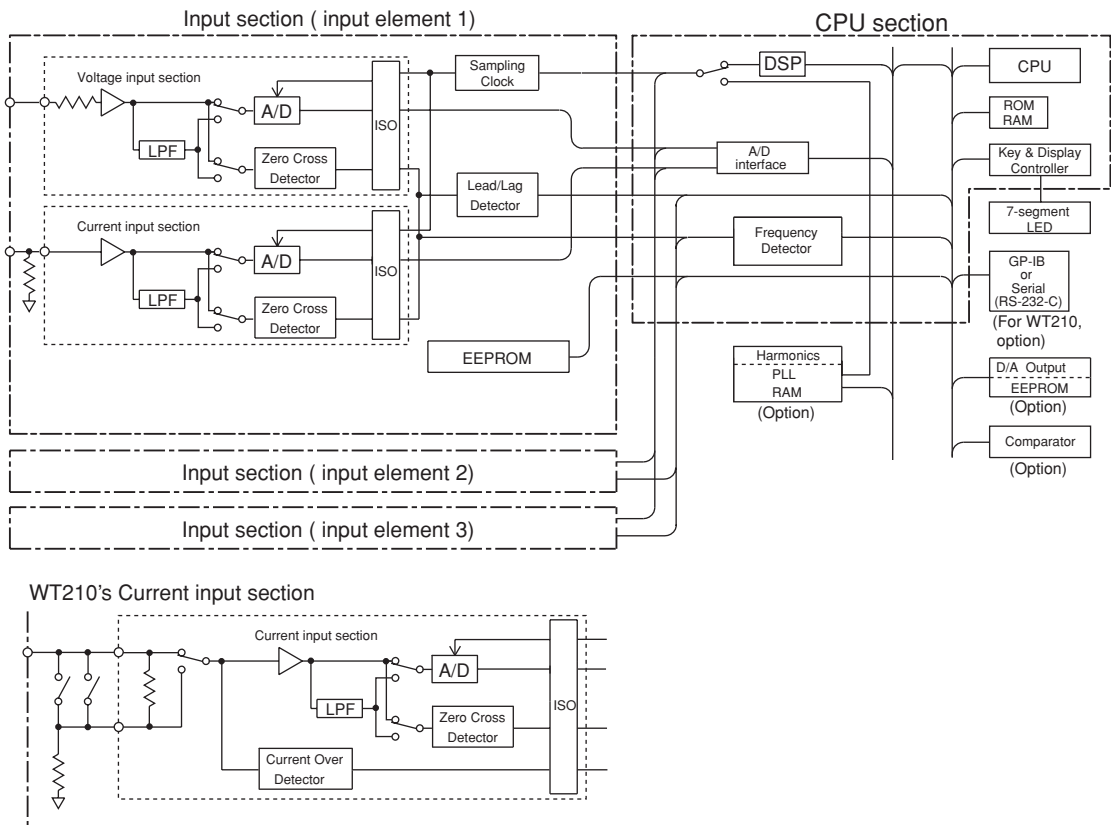 Input section ( input element 1)
CPU section
Voltage input section
A/D
LPF
Zero Cross
Detector
ISO
Sampling
Clock
DSP
CPU
ROM
RAM
A/D
interface
Key & Display
Controller
Lead/Lag
Detector
7-segment
LED
Current input section
A/D
LPF
Zero Cross
Detector
ISO
Frequency
Detector
GP-IB
or
Serial
(RS-232-C)
(For WT210,
option)
EEPROM
Harmonics
PLL
RAM
(Option)
D/A Output
EEPROM
(Option)
Comparator
(Option)
Input section ( input element 2)
Input section ( input element 3)
WT210's Current input section
Current input section
A/D
LPF
Zero Cross
Detector
ISO
Current Over
Detector